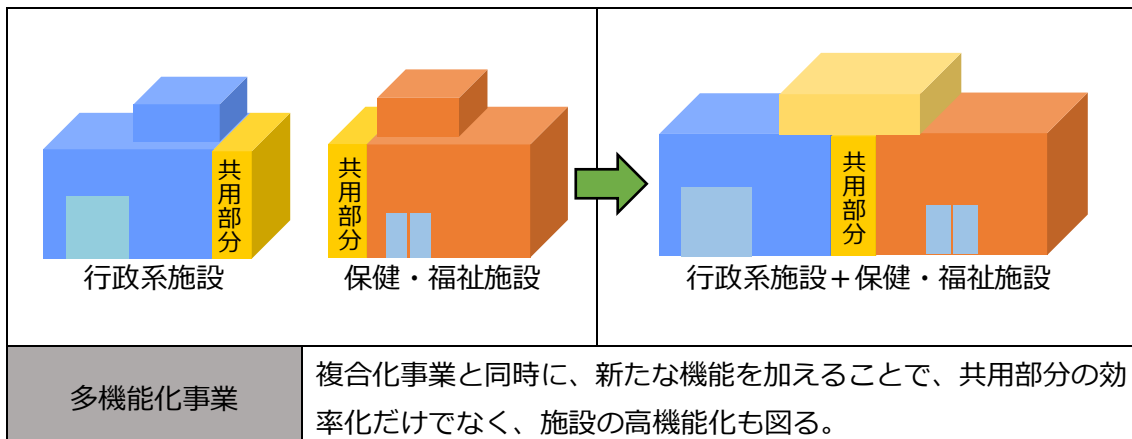 共用部分
共用部分
共用部分
行政系施設
保健・福祉施設
行政系施設＋保健・福祉施設
多機能化事業
複合化事業と同時に、新たな機能を加えることで、共用部分の効
率化だけでなく、施設の高機能化も図る。